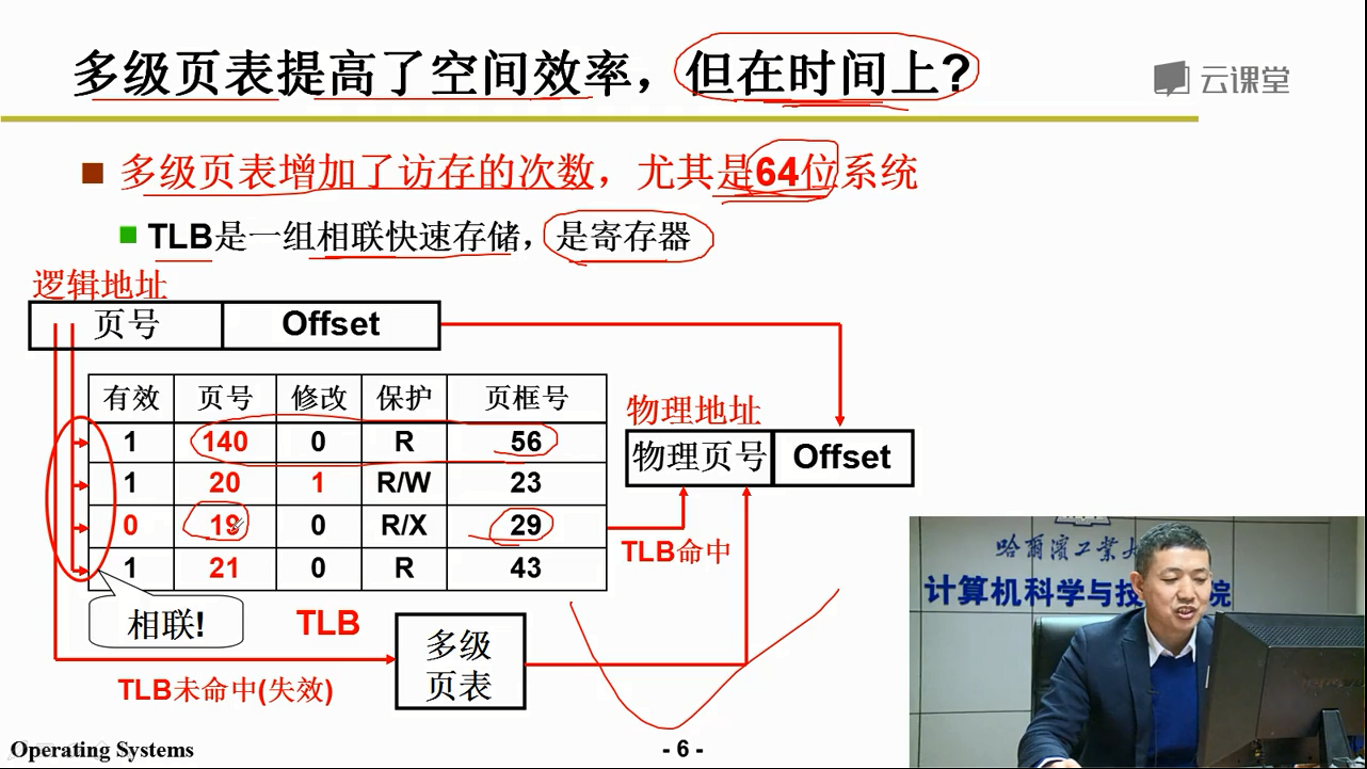 多级页表提高了空间效率，但在时间上？
云课堂
多级页表增加了访存的次数，尤其是64位系统
TLB是一组相联快速存储，是寄存器
逻辑地址
页号 Offset
有效 页号 修改 保护 页框号
1 140 0 R 56
1 20 1 R/W 23
0 19 0 R/X 29
1 21 0 R 43
物理地址
物理页号 Offset
TLB命中
相联!
TLB
多级
页表
TLB未命中(失效)
哈尔滨工业大
计算机科学与技 院
Operating Systems
- 6 -